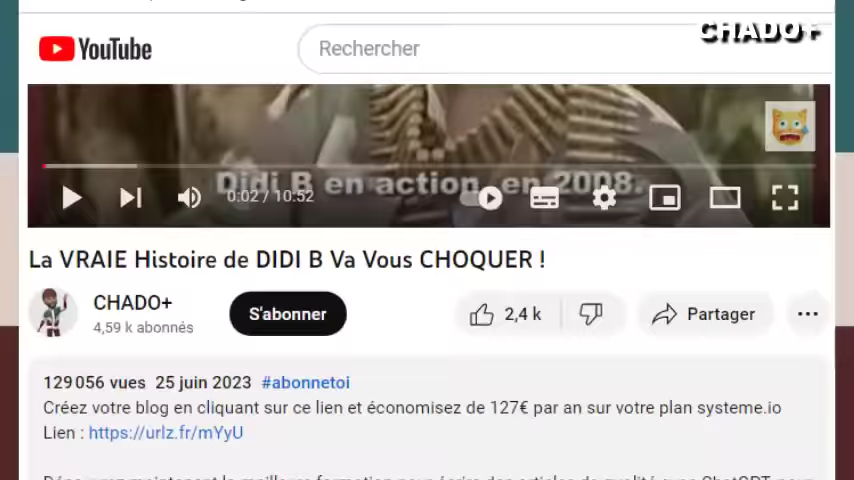 CHADO+
YouTube
Rechercher
Didi B en action, en 2008.
0:02 / 10:52
La VRAIE Histoire de DIDI B Va Vous CHOQUER !
CHADO+
4,59 k abonnés
S'abonner
2,4 k
Partager
129 056 vues 25 juin 2023 #abonnetoi
Créez votre blog en cliquant sur ce lien et économisez de 127€ par an sur votre plan systeme.io
Lien : https://urlz.fr/mYyU